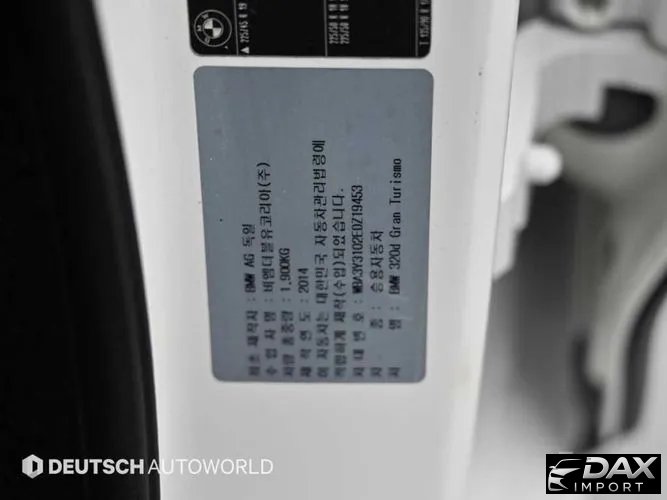 최초 제작자 : BMW AG 독일
수 입 사 명 : 비엠더블유코리아(주)
차량 총중량 : 1,900KG
제 작 연 도 : 2014
이 자동차는 대한민국 자동차관리법령에
적합하게 제작(수입)되었습니다.
차 대 번 호 : WBA3Y3102E0Z19453
차 종 : 승용자동차
차 명 : BMW 320d Gran Turismo
DEUTSCH AUTOWORLD
DAX
IMPORT